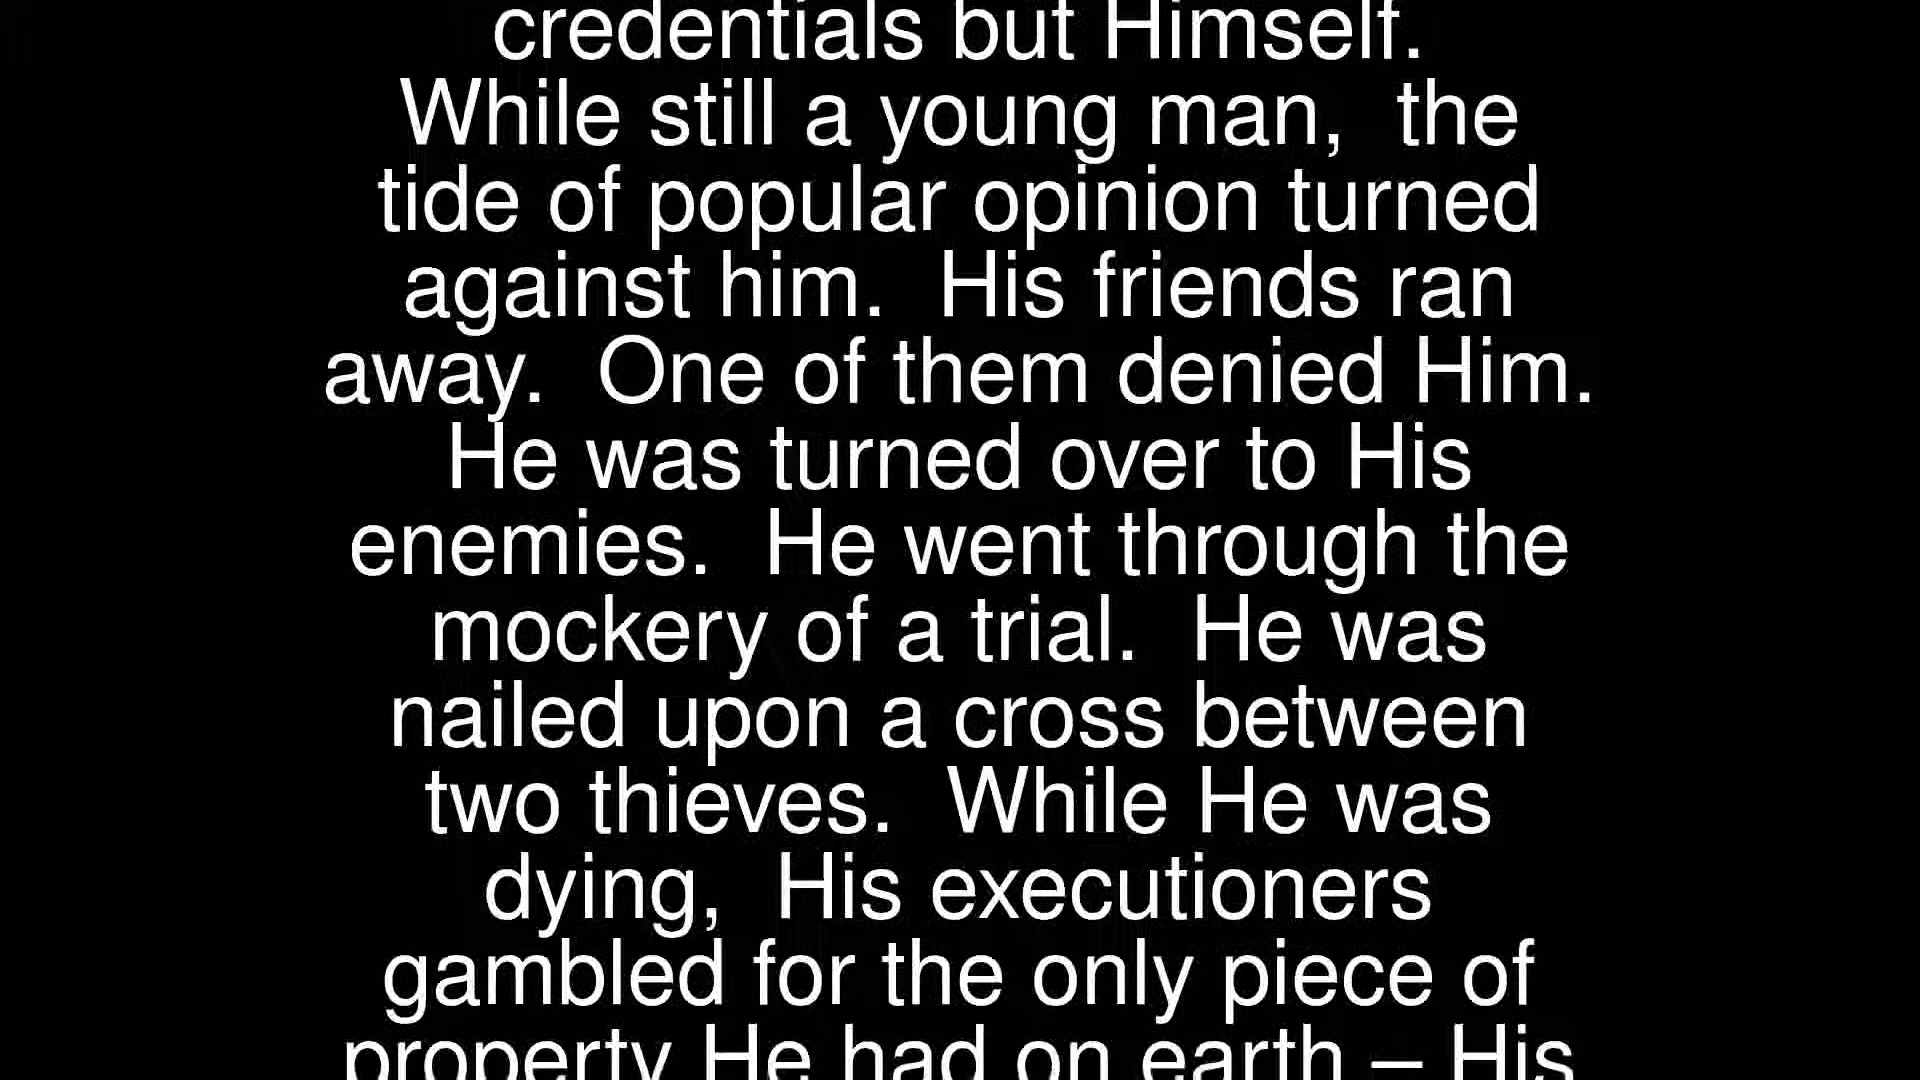 credentials but Himself.
While still a young man,  the
tide of popular opinion turned
against him.  His friends ran
away.  One of them denied Him.
He was turned over to His
enemies.  He went through the
mockery of a trial.  He was
nailed upon a cross between
two thieves.  While He was
dying,  His executioners
gambled for the only piece of
property He had on earth – His